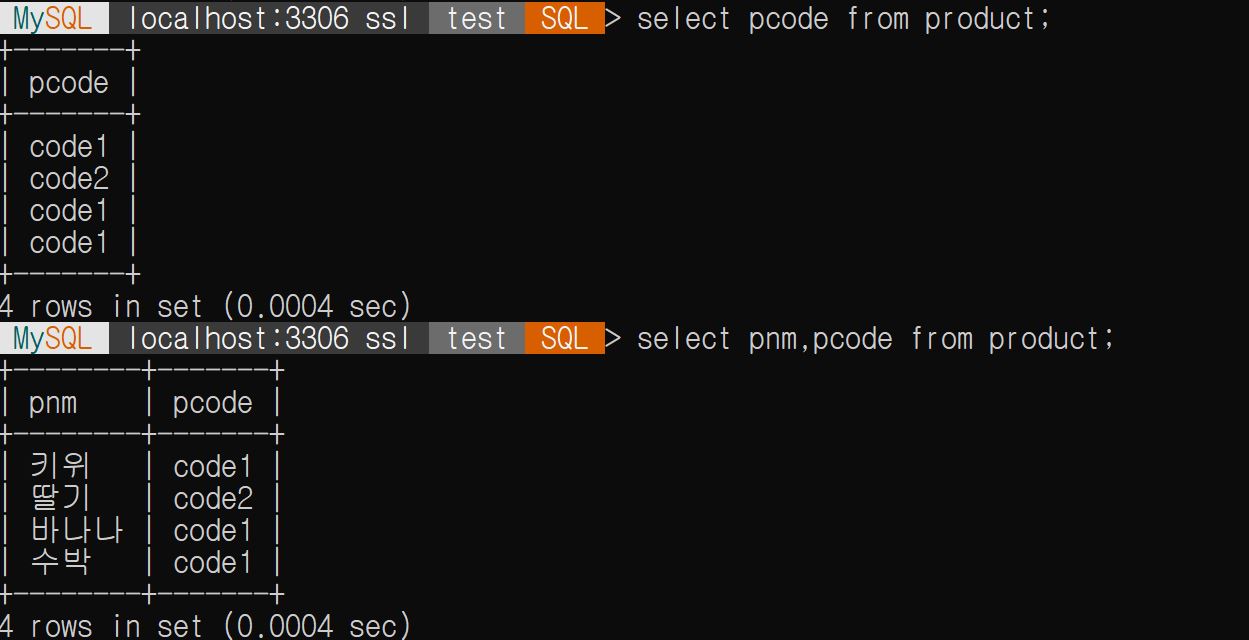 MySQL localhost:3306 ssl test SQL > select pcode from product;
+-------+
| pcode |
+-------+
| code1 |
| code2 |
| code1 |
| code1 |
+-------+
4 rows in set (0.0004 sec)
MySQL localhost:3306 ssl test SQL > select pnm,pcode from product;
+--------+-------+
| pnm    | pcode |
+--------+-------+
| 키위   | code1 |
| 딸기   | code2 |
| 바나나 | code1 |
| 수박   | code1 |
+--------+-------+
4 rows in set (0.0004 sec)